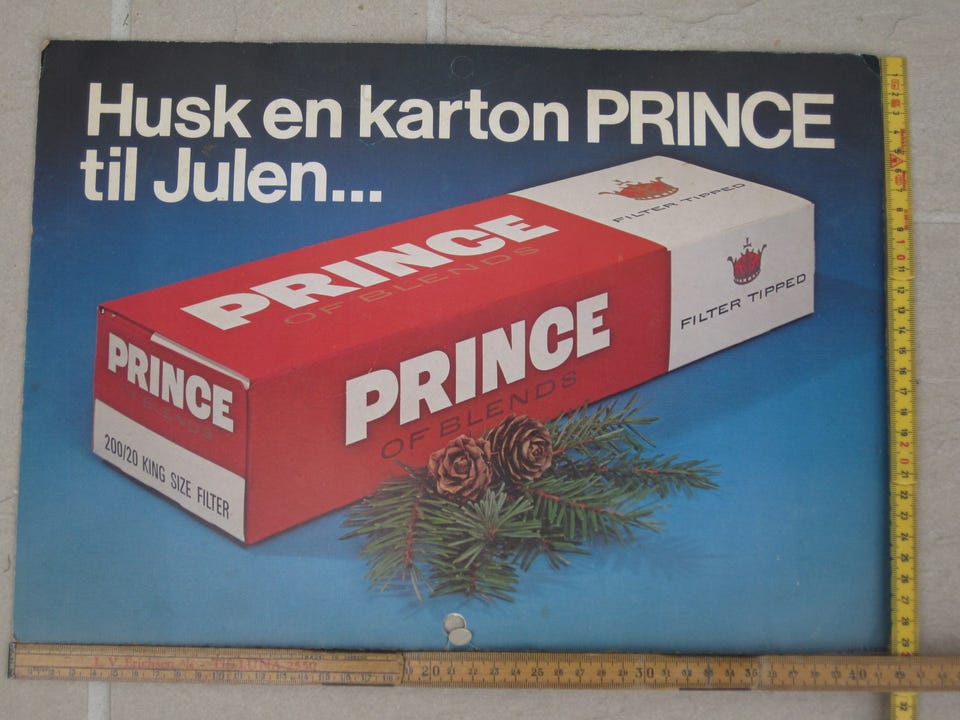 Husk en karton PRINCE
til Julen...
FILTER TIPPED
PRINCE
OF BLENDS
FILTER TIPPED
PRINCE
OF BLENDS
PRINCE
OF BLENDS
200/20 KING SIZE FILTER